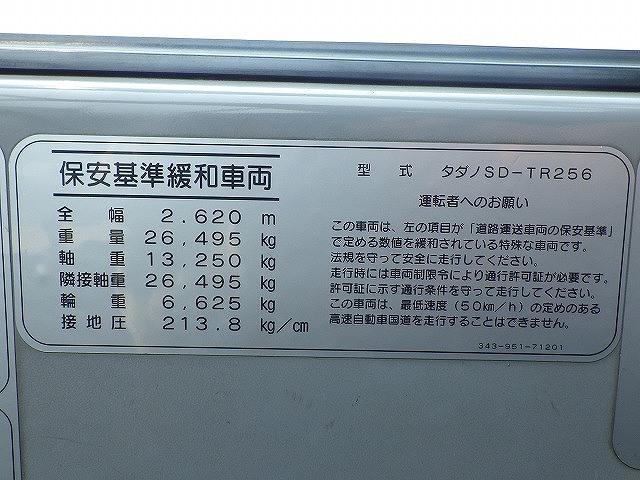 保安基準緩和車両
全幅 2.620 m
重量 26,495 kg
軸重 13,250 kg
隣接軸重 26,495 kg
輪重 6,625 kg
接地圧 213.8 kg/cm
型式 タダノSD-TR256
運転者へのお願い
この車両は、左の項目が「道路運送車両の保安基準」
で定める数値を緩和されている特殊な車両です。
法規を守って安全に走行してください。
走行時には車両制限令により通行許可証が必要です。
許可証に示す通行条件を守って走行してください。
この車両は、最低速度(50km/h)の定めのある
高速自動車国道を走行することはできません。
343-951-71201